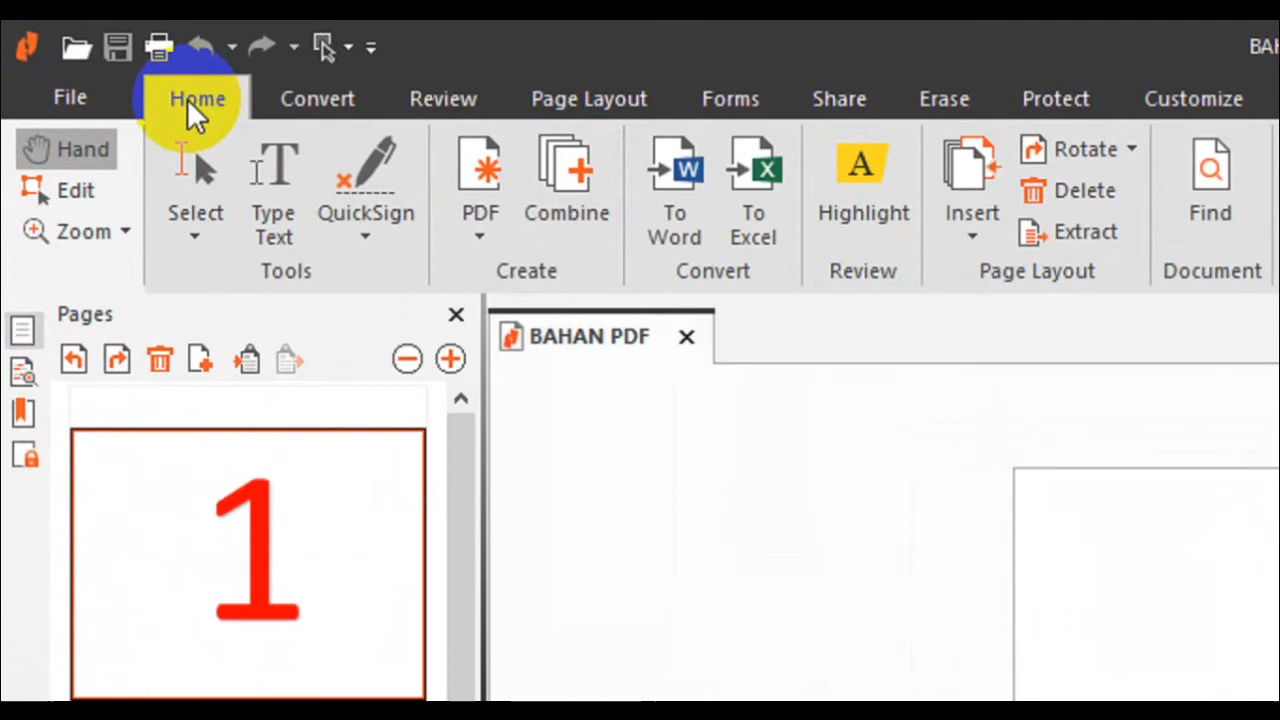 BAH
File Home Convert Review Page Layout Forms Share Erase Protect Customize
Hand
Edit
Zoom
Select
Type
Text
QuickSign
Tools
PDF
Combine
Create
W
To
Word
X
To
Excel
Convert
A
Highlight
Review
Insert
Rotate
Delete
Extract
Page Layout
Find
Document
Pages
BAHAN PDF
1